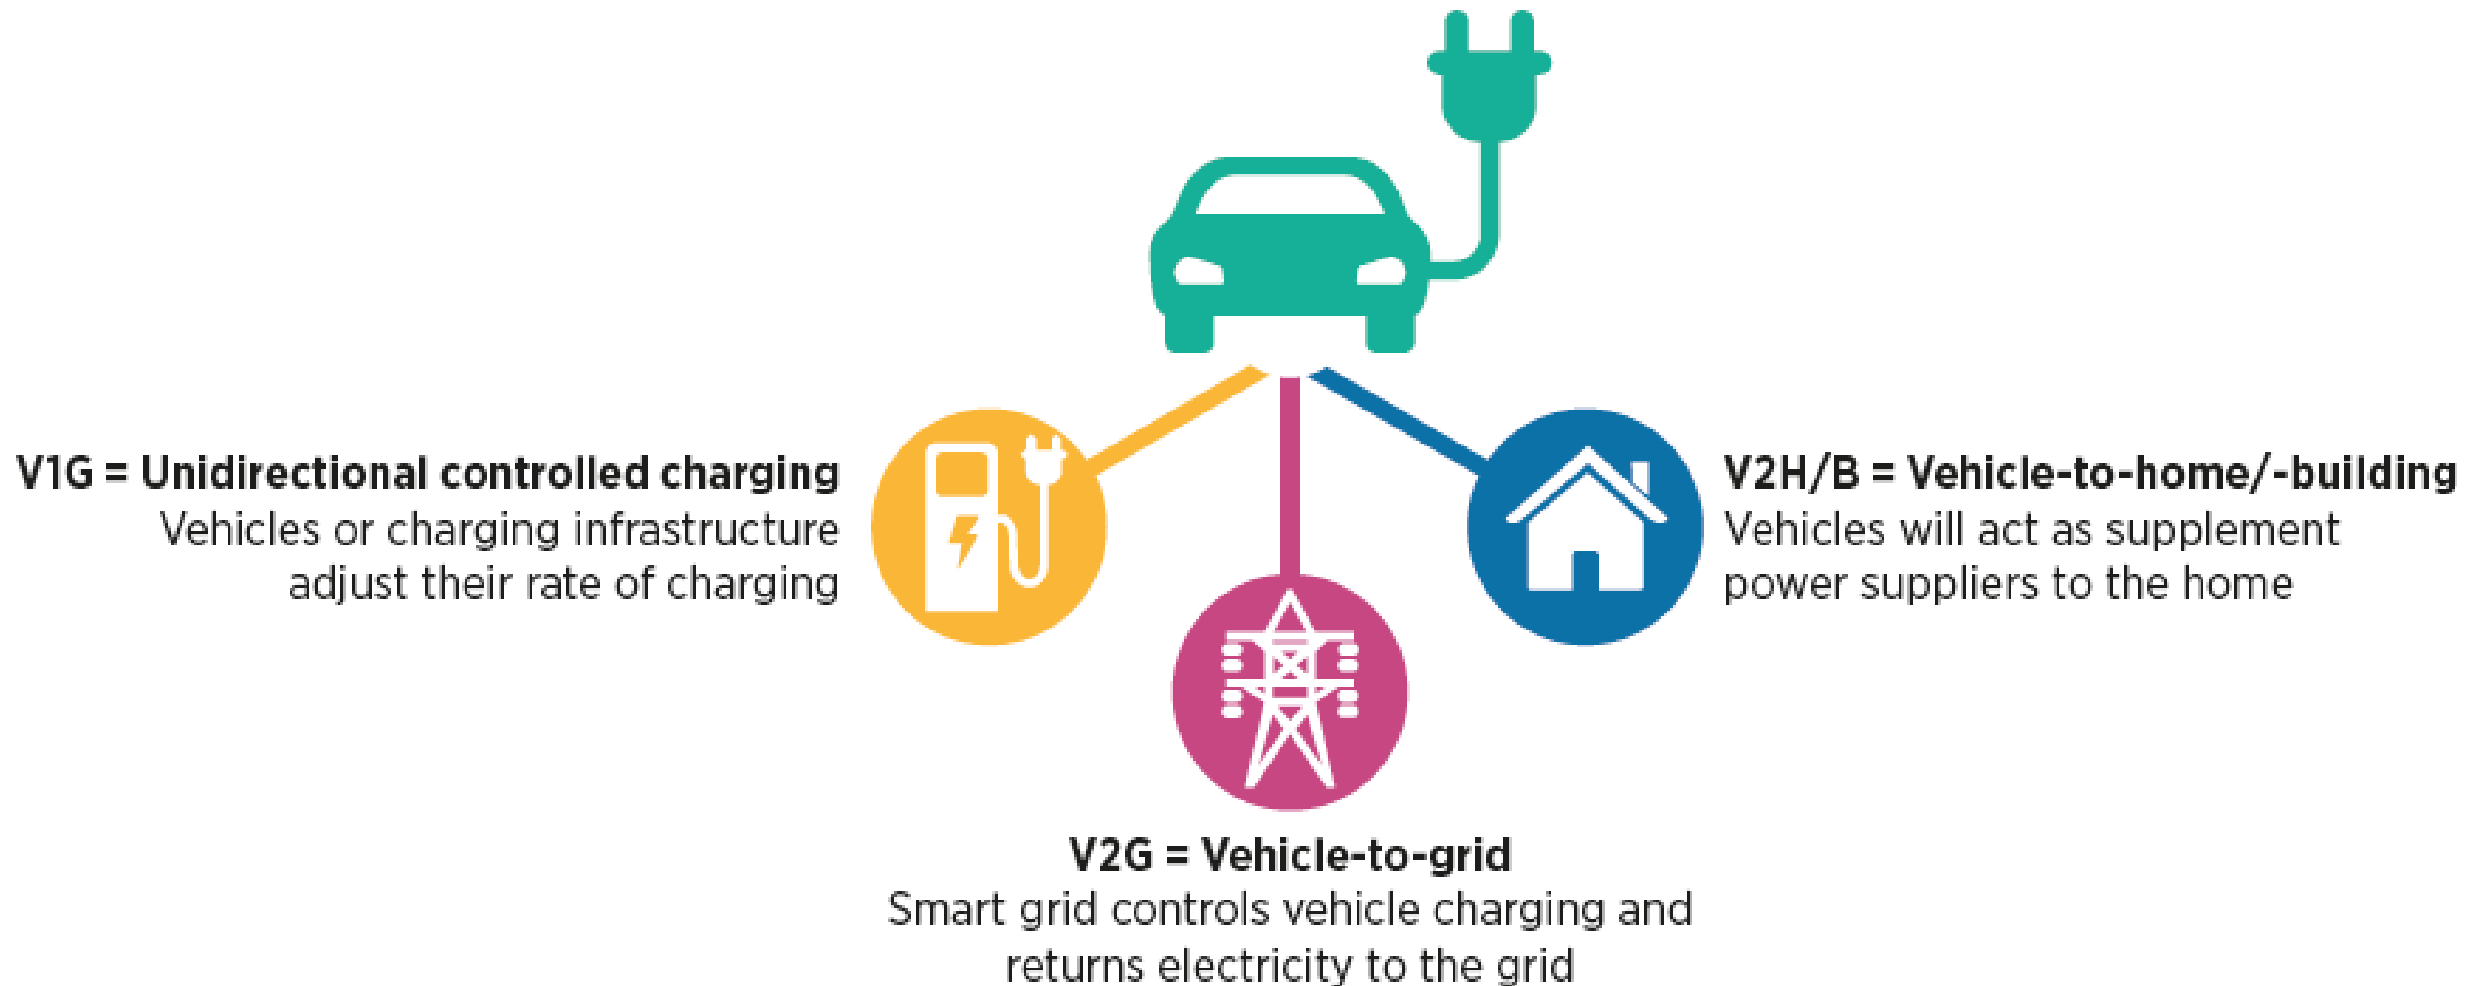 V1G = Unidirectional controlled charging
Vehicles or charging infrastructure
adjust their rate of charging
V2H/B = Vehicle-to-home/-building
Vehicles will act as supplement
power suppliers to the home
V2G = Vehicle-to-grid
Smart grid controls vehicle charging and
returns electricity to the grid